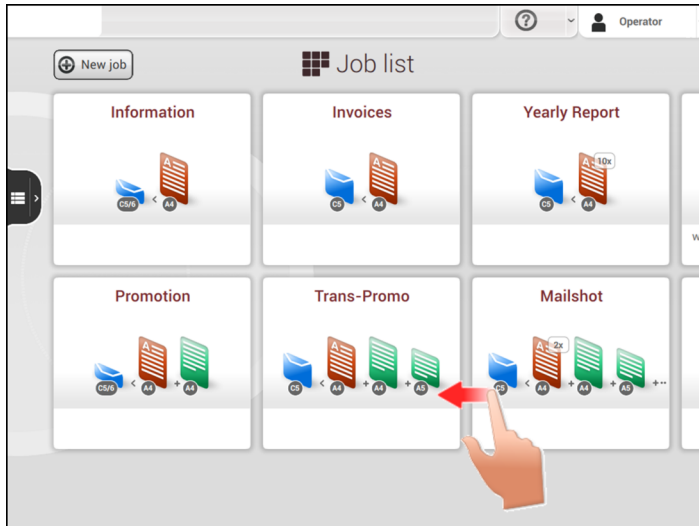 ? Operator
New job
Job list
Information
Invoices
Yearly Report
A
C5/6 < A4
A
C5 < A4
A 10x
C5 < A4
w
Promotion
Trans-Promo
Mailshot
A
C5/6 < A4 + A4
A
C5 < A4 + A4 + A5
A 2x
C5 < A4 + A4 + A5 +··